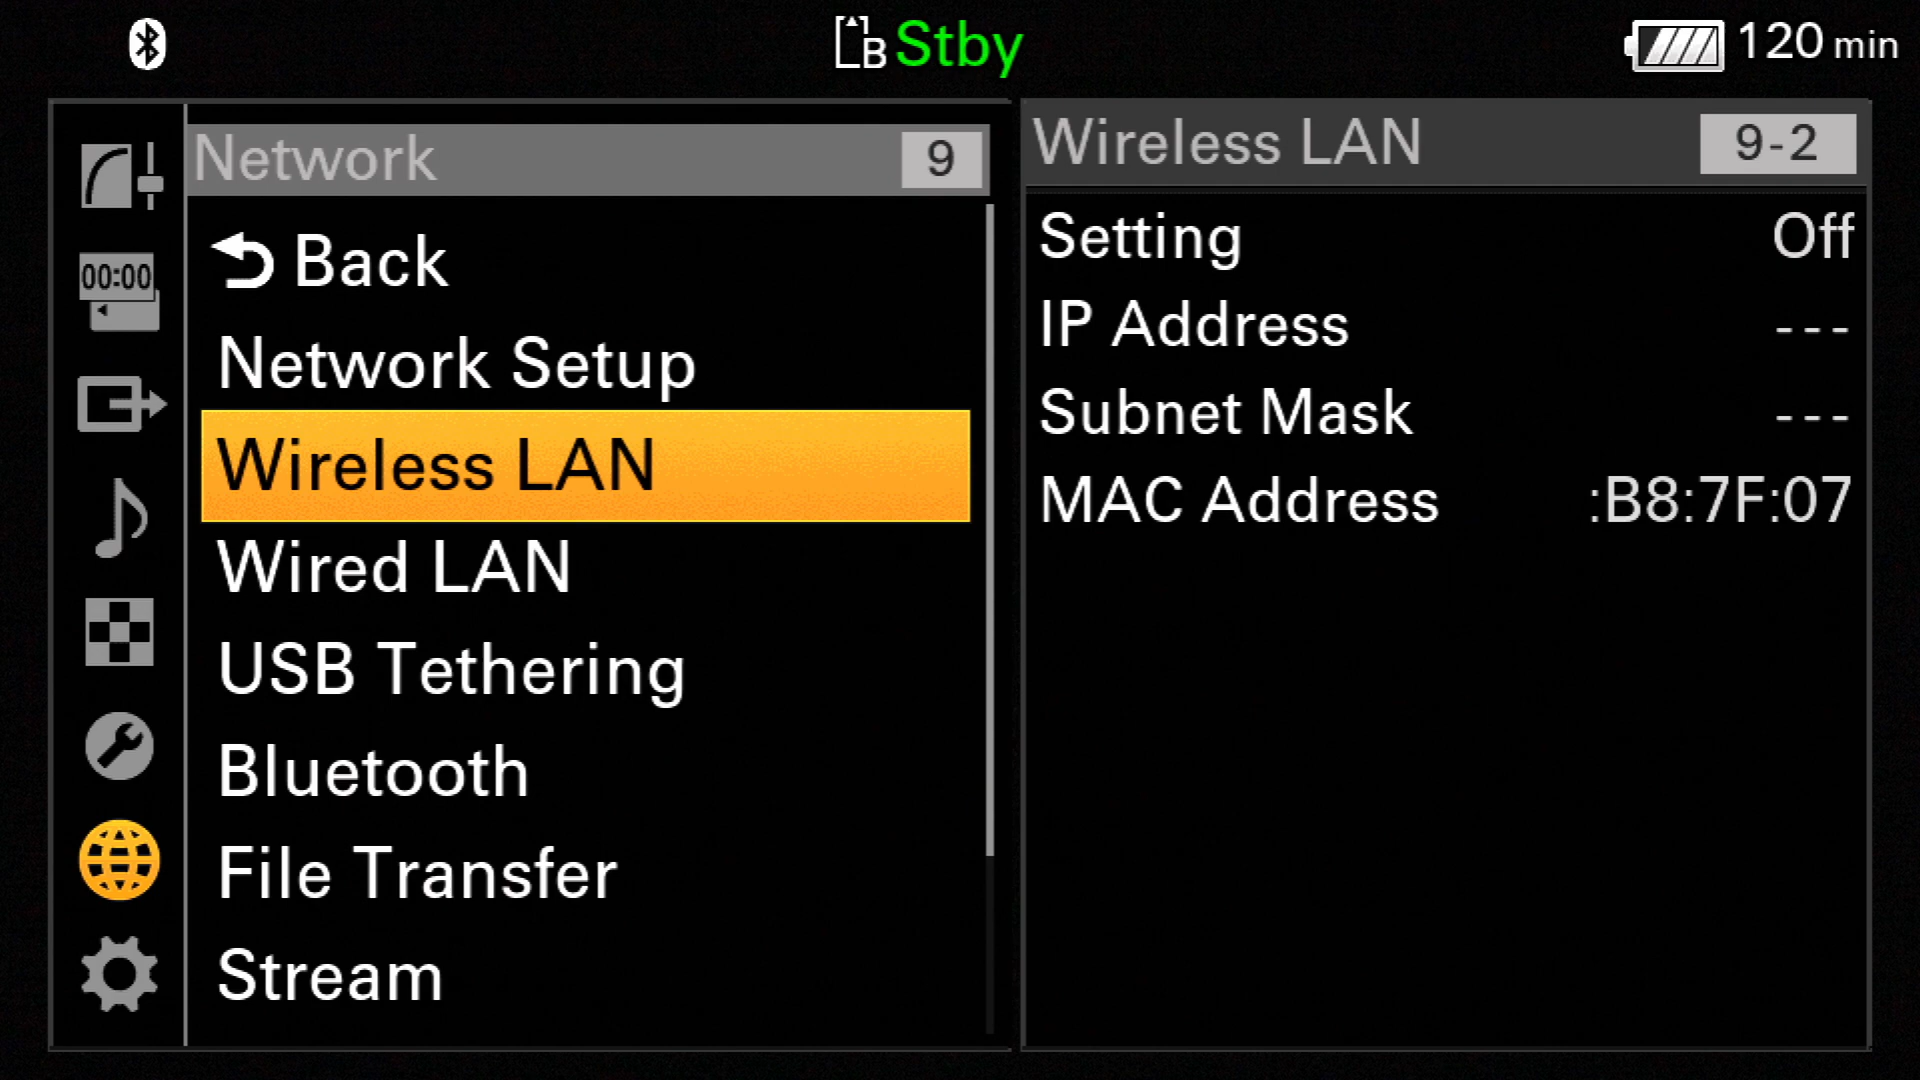 B Stby
120 min
00:00
Network 9
Back
Network Setup
Wireless LAN
Wired LAN
USB Tethering
Bluetooth
File Transfer
Stream
Wireless LAN 9-2
Setting Off
IP Address ---
Subnet Mask ---
MAC Address :B8:7F:07